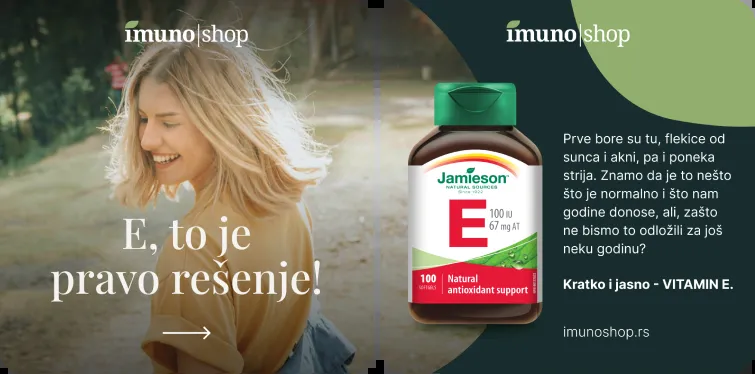 imuno|shop
E, to je
pravo rešenje!
imuno|shop
Jamieson
NATURAL SOURCES
Since 1922
E
100 IU
67 mg AT
100
SOFTGELS
Natural
antioxidant support
Prve bore su tu, flekice od
sunca i akni, pa i poneka
strija. Znamo da je to nešto
što je normalno i što nam
godine donose, ali, zašto
ne bismo to odložili za još
neku godinu?
Kratko i jasno - VITAMIN E.
imunoshop.rs